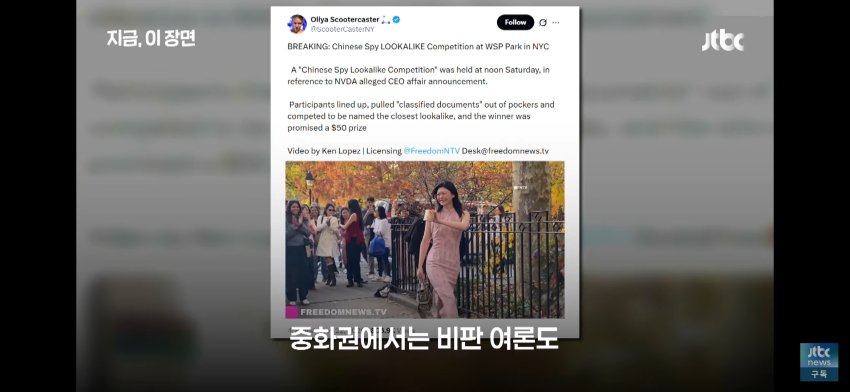 지금, 이 장면
jtbc
Oliya Scootercaster
@ScooterCasterNY
Follow
BREAKING: Chinese Spy LOOKALIKE Competition at WSP Park in NYC
A "Chinese Spy Lookalike Competition" was held at noon Saturday, in
reference to NVDA alleged CEO affair announcement.
Participants lined up, pulled "classified documents" out of pockers and
competed to be named the closest lookalike, and the winner was
promised a $50 prize
Video by Ken Lopez | Licensing @FreedomNTV Desk@freedomnews.tv
FREEDOMNEWS.TV
중화권에서는 비판 여론도
jtbc
news
구독